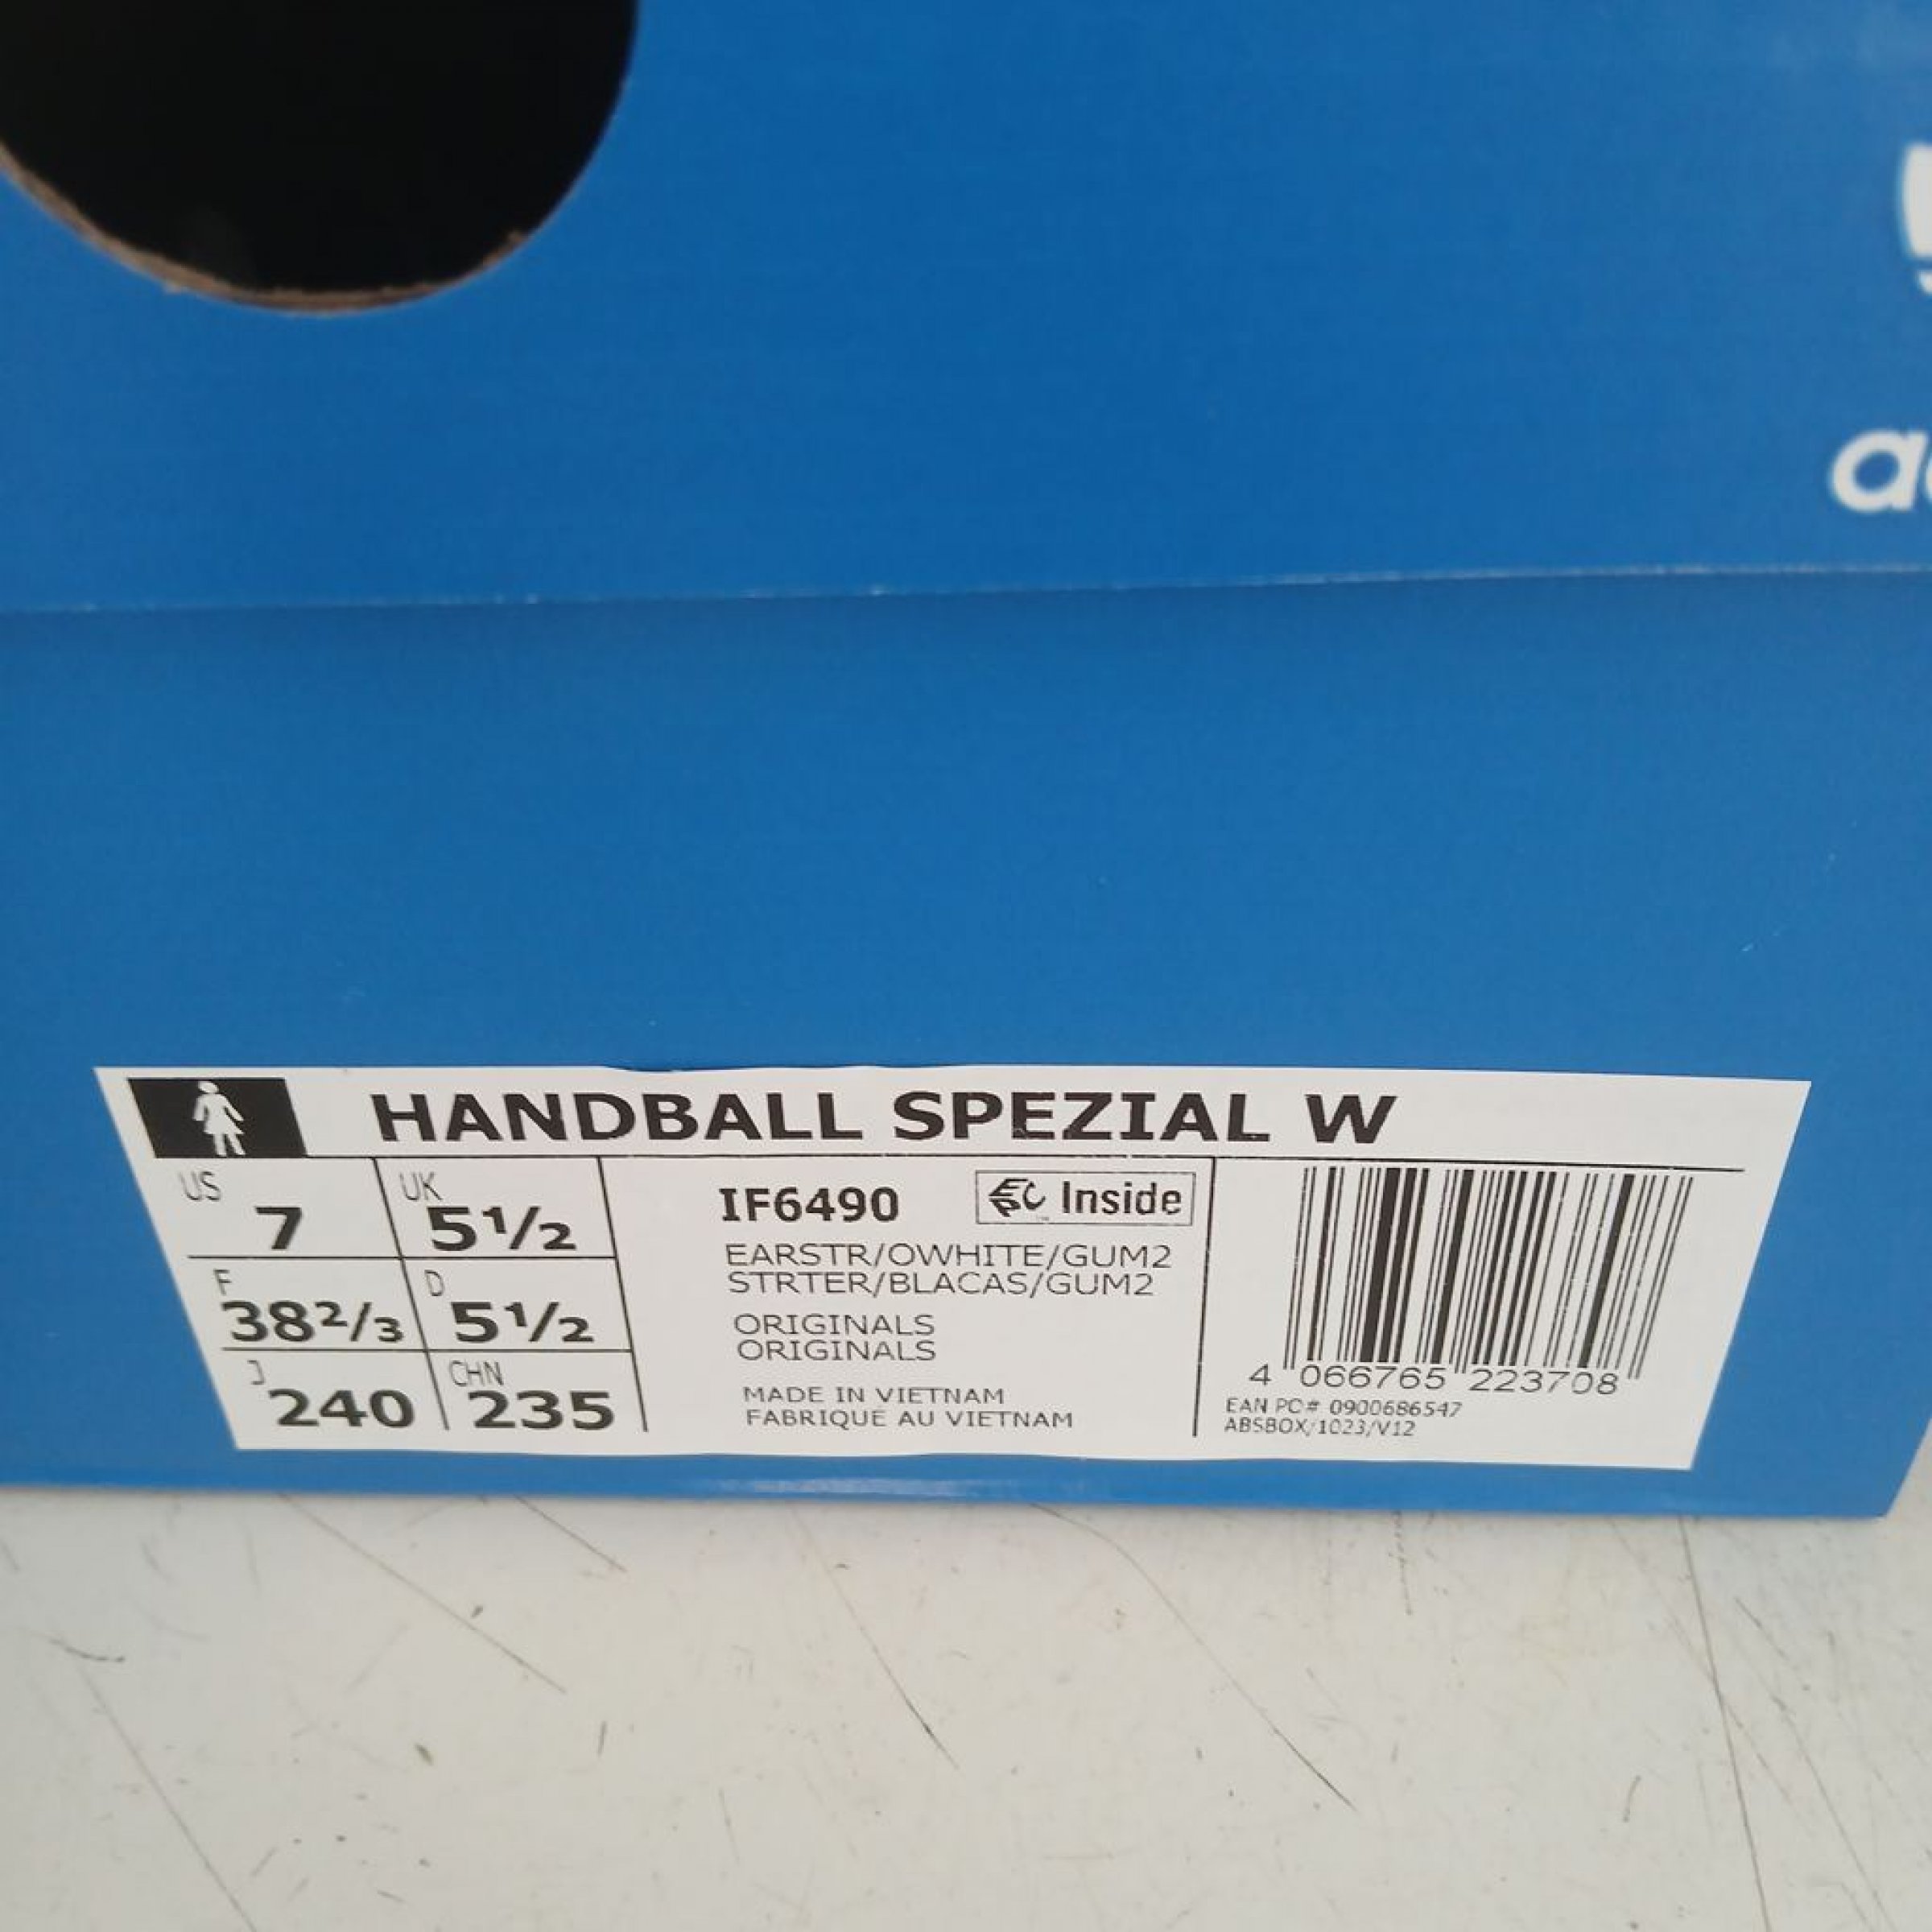 HANDBALL SPEZIAL W
US 7 UK 5½
F 38⅔ D 5½
J 240 CHN 235
IF6490 Inside
EARSTR/OWHITE/GUM2
STRTER/BLACAS/GUM2
ORIGINALS
ORIGINALS
MADE IN VIETNAM
FABRIQUÉ AU VIETNAM
4 066765 223708
EAN PO# 0900686547
ABSBOX/1023/V12